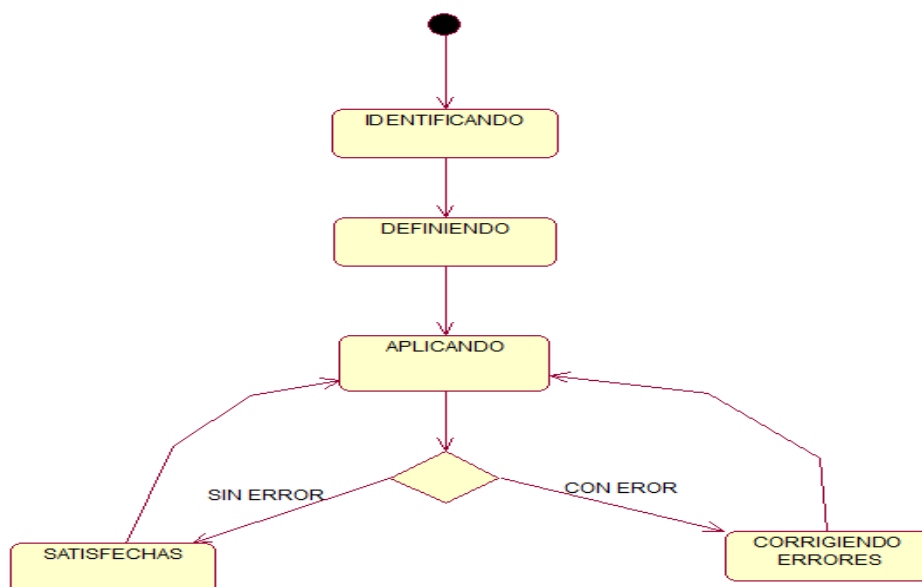 IDENTIFICANDO
DEFINIENDO
APLICANDO
SIN ERROR
CON EROR
SATISFECHAS
CORRIGIENDO
ERRORES